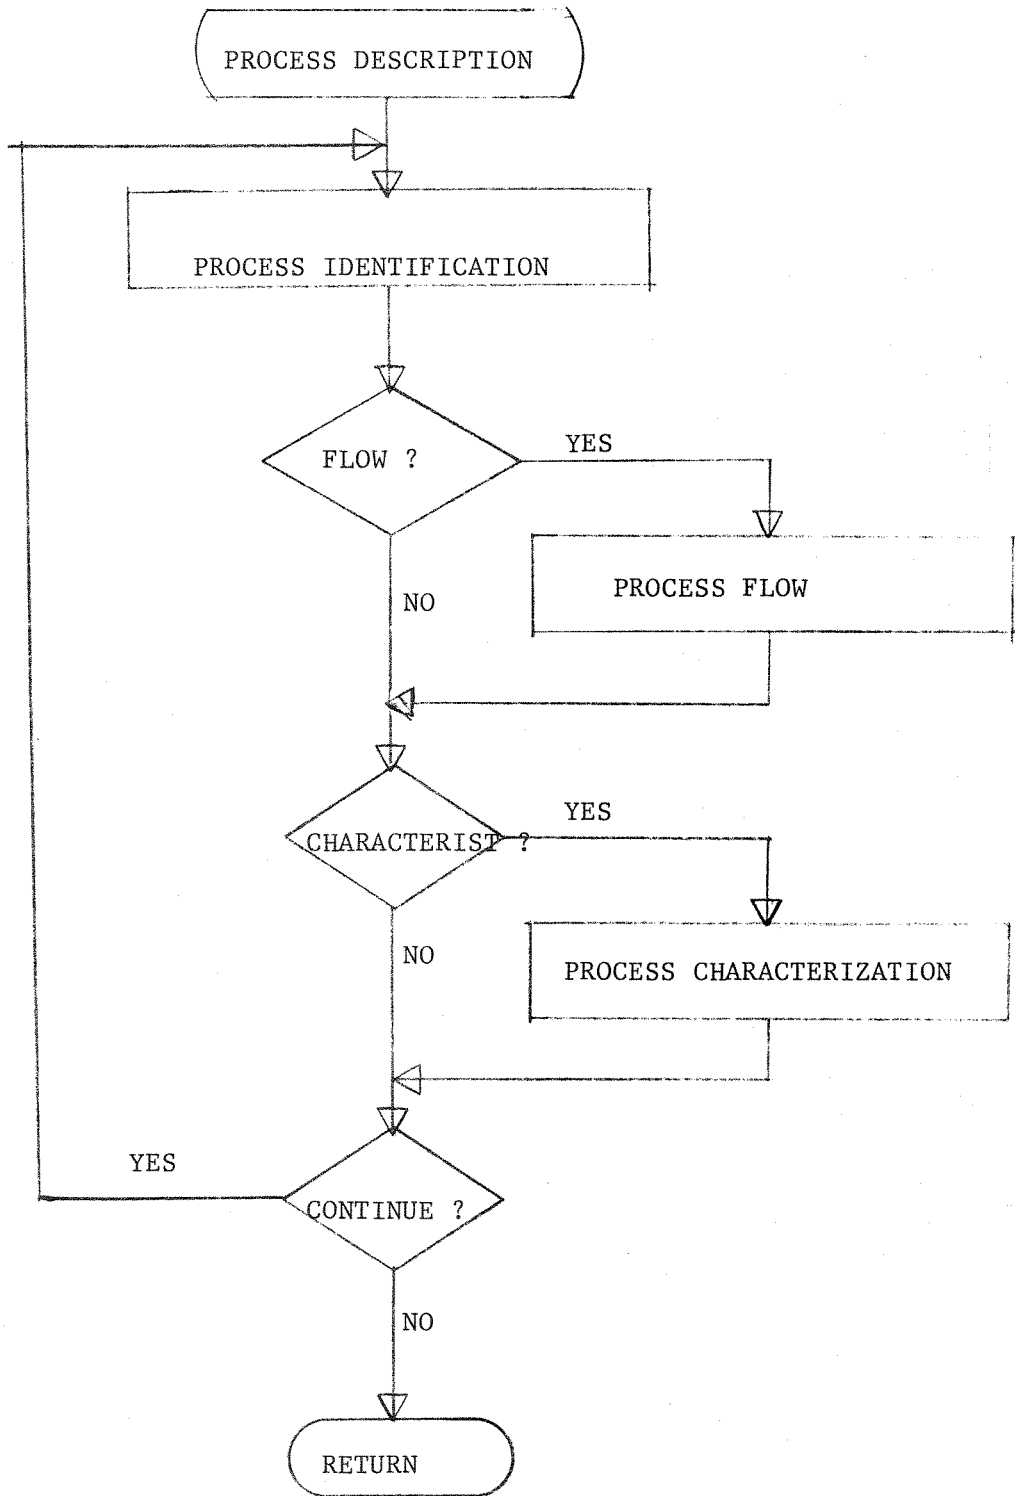 PROCESS DESCRIPTION
PROCESS IDENTIFICATION
FLOW ?
YES
PROCESS FLOW
NO
CHARACTERIST ?
YES
PROCESS CHARACTERIZATION
NO
YES
CONTINUE ?
NO
RETURN